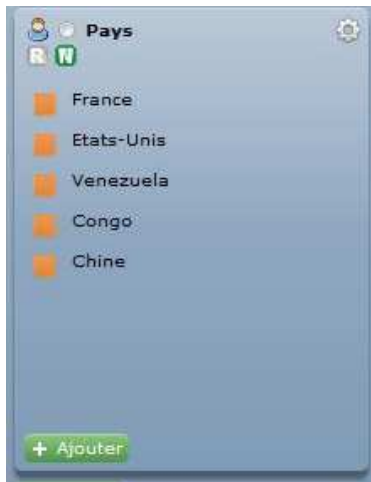 Pays
R N
France
Etats-Unis
Venezuela
Congo
Chine
+ Ajouter